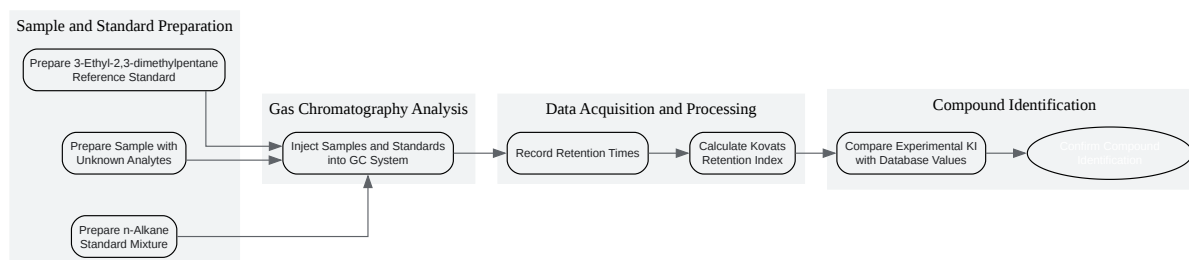 Sample and Standard Preparation
Prepare 3-Ethyl-2,3-dimethylpentane
Reference Standard
Prepare Sample with
Unknown Analytes
Prepare n-Alkane
Standard Mixture
Gas Chromatography Analysis
Inject Samples and Standards
into GC System
Data Acquisition and Processing
Record Retention Times
Calculate Kovats
Retention Index
Compound Identification
Compare Experimental KI
with Database Values
Confirm Compound
Identification